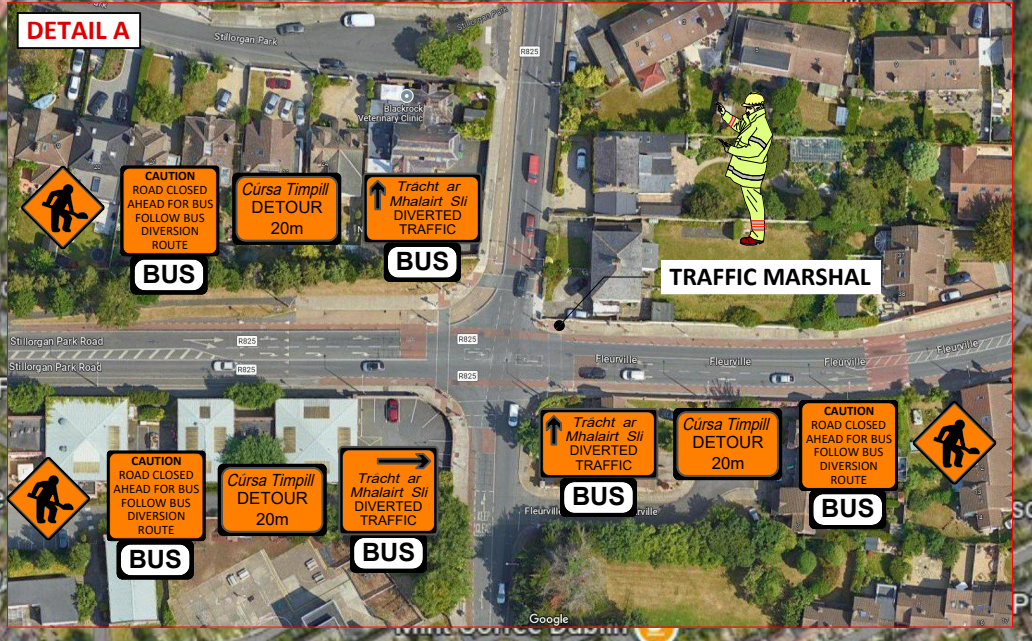 DETAIL A
Stillorgan Park
Stillorgan Park
R825
Blackrock
Veterinary Clinic
CAUTION
ROAD CLOSED
AHEAD FOR BUS
FOLLOW BUS
DIVERSION
ROUTE
BUS
Cúrsa Timpill
DETOUR
20m
Trácht ar
Mhalairt Sli
DIVERTED
TRAFFIC
BUS
TRAFFIC MARSHAL
Stillorgan Park Road
R825
R825
Stillorgan Park Road
R825
R825
Fleurville
Fleurville
Fleurville
Fleurville
CAUTION
ROAD CLOSED
AHEAD FOR BUS
FOLLOW BUS
DIVERSION
ROUTE
BUS
Cúrsa Timpill
DETOUR
20m
Trácht ar
Mhalairt Sli
DIVERTED
TRAFFIC
BUS
Trácht ar
Mhalairt Sli
DIVERTED
TRAFFIC
BUS
Cúrsa Timpill
DETOUR
20m
CAUTION
ROAD CLOSED
AHEAD FOR BUS
FOLLOW BUS
DIVERSION
ROUTE
BUS
Google